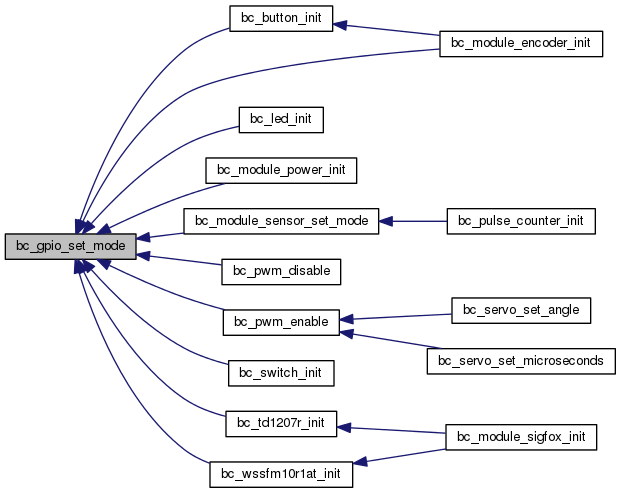 bc_button_init
bc_module_encoder_init
bc_led_init
bc_module_power_init
bc_module_sensor_set_mode
bc_pulse_counter_init
bc_gpio_set_mode
bc_pwm_disable
bc_pwm_enable
bc_servo_set_angle
bc_servo_set_microseconds
bc_switch_init
bc_td1207r_init
bc_module_sigfox_init
bc_wssfm10r1at_init